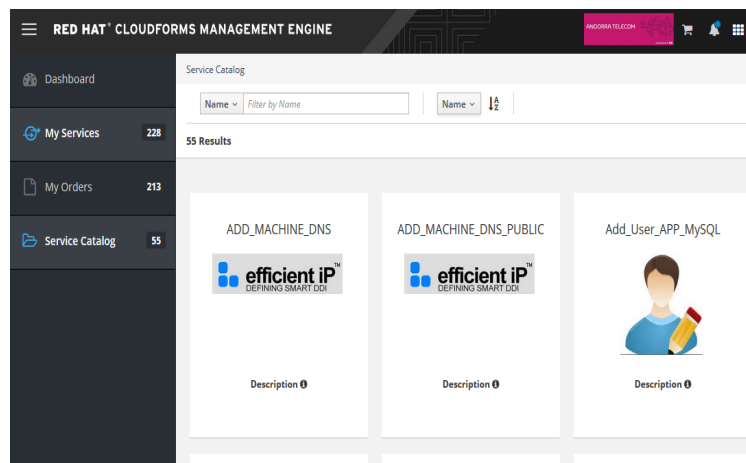 RED HAT® CLOUDFORMS MANAGEMENT ENGINE
ANDORRA TELECOM
Dashboard
My Services 228
My Orders 213
Service Catalog 55
Service Catalog
Name Filter by Name Name
55 Results
ADD_MACHINE_DNS ADD_MACHINE_DNS_PUBLIC Add_User_APP_MySQL
efficient iP™ efficient iP™
DEFINING SMART DDI DEFINING SMART DDI
Description Description Description